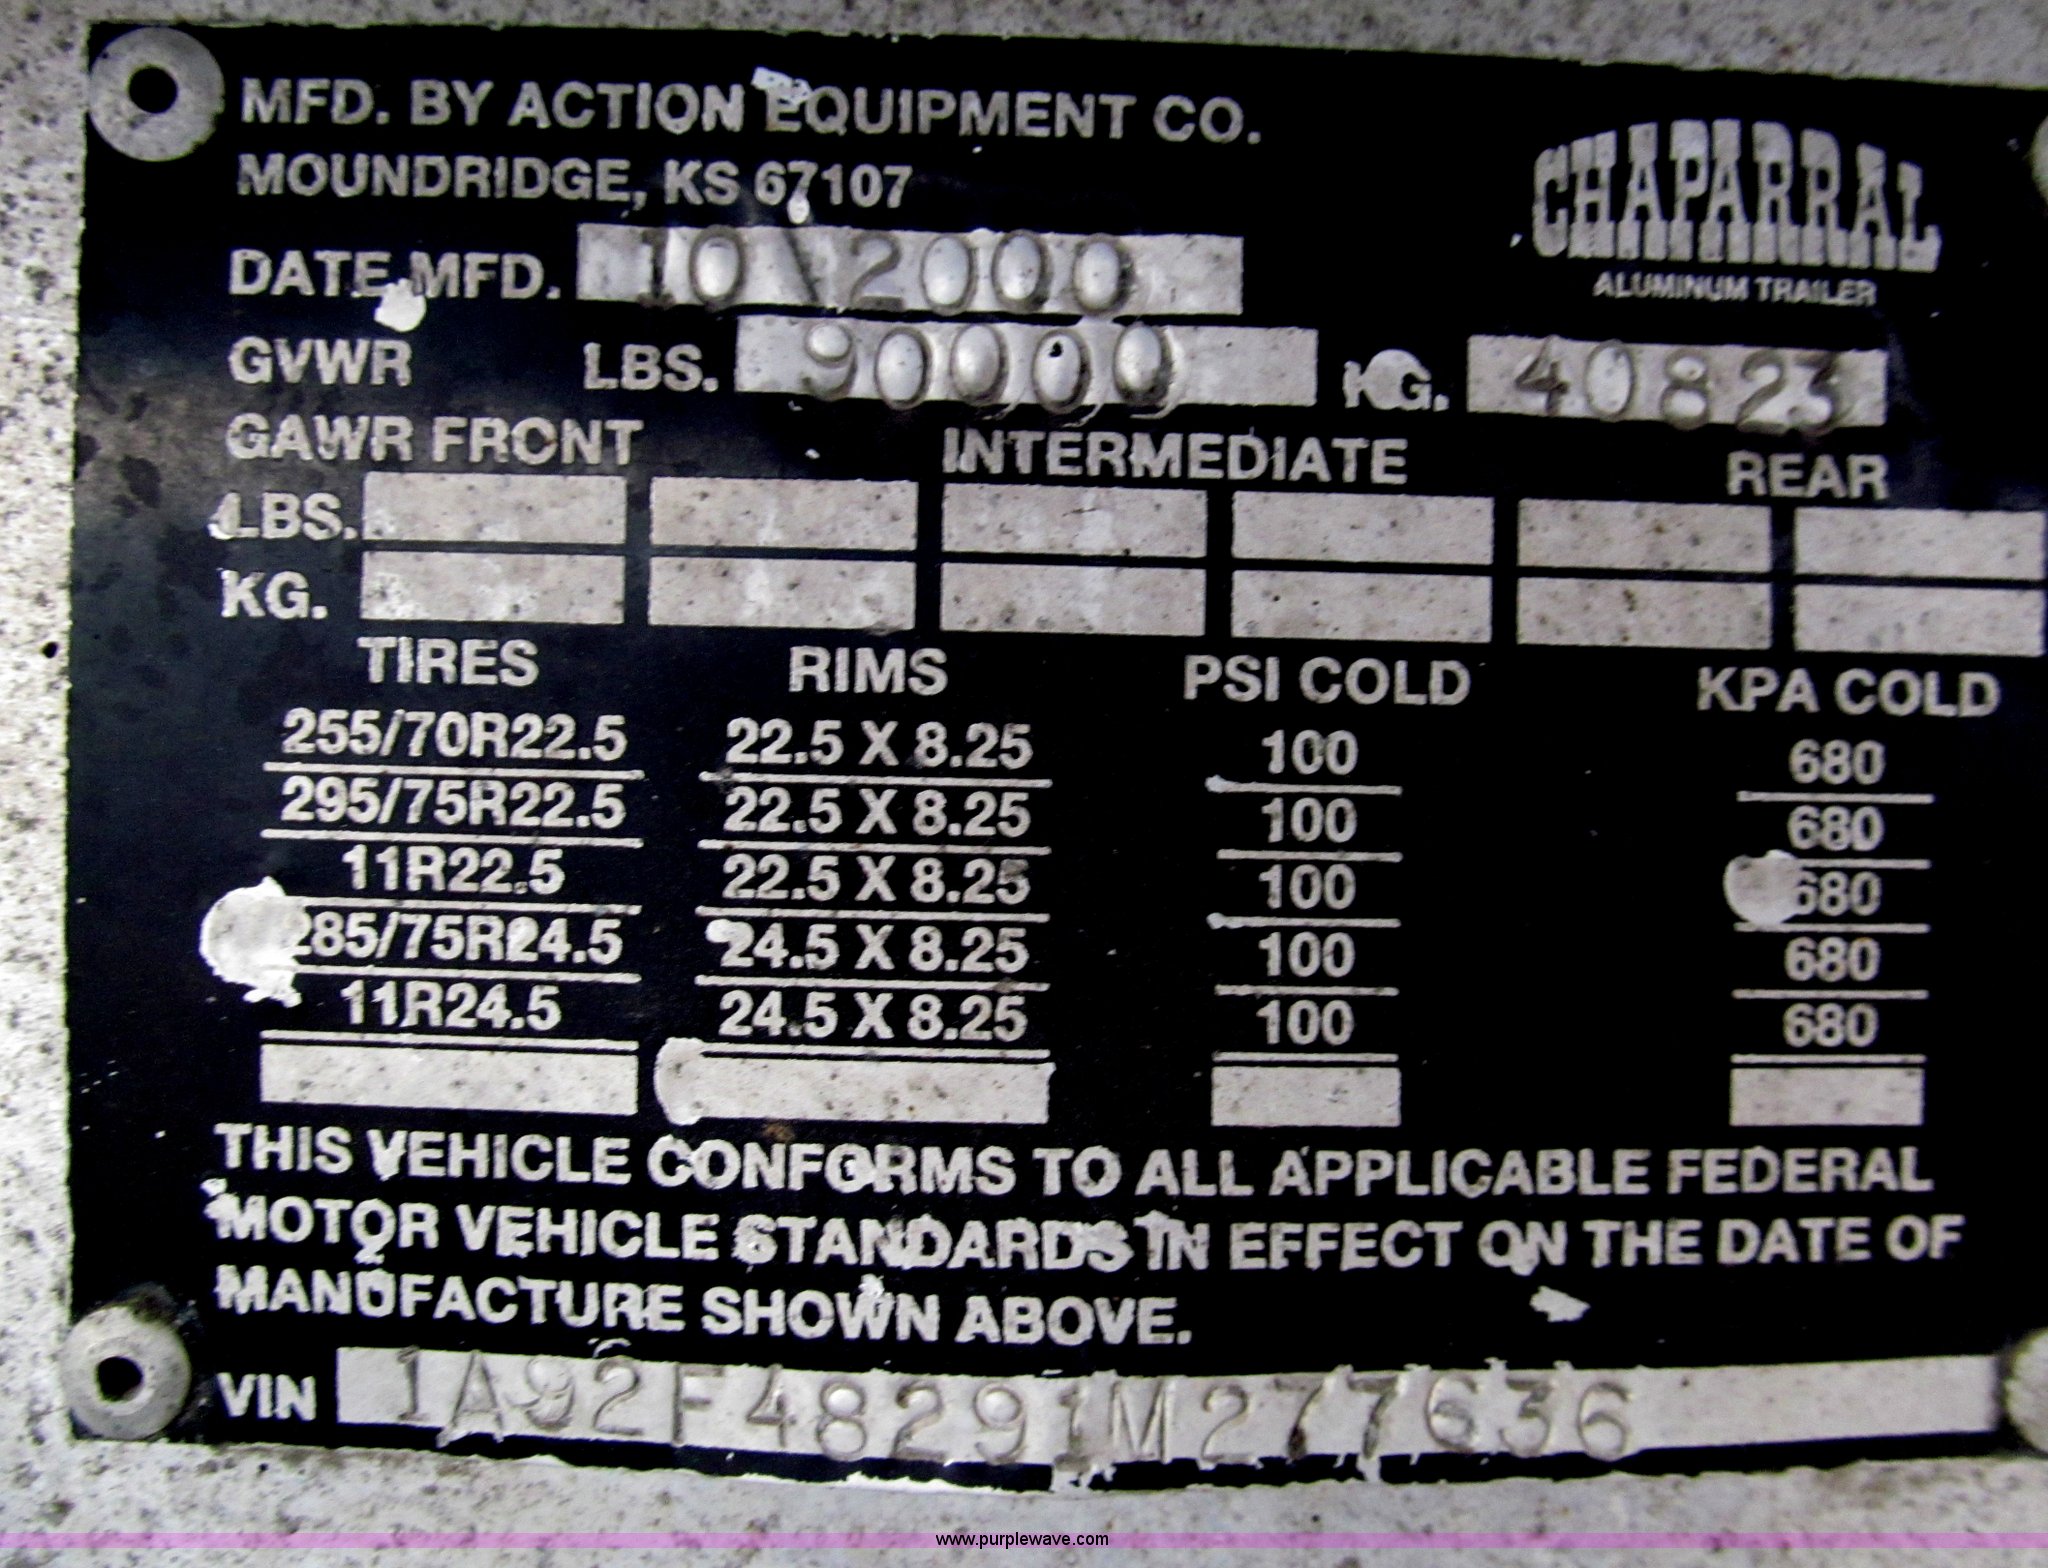 MFD. BY ACTION EQUIPMENT CO.
MOUNDRIDGE, KS 67107
CHAPARRAL
ALUMINUM TRAILER
DATE MFD. 10\2000
GVWR LBS. 90000 KG. 40823
GAWR FRONT INTERMEDIATE REAR
LBS.
KG.
TIRES RIMS PSI COLD KPA COLD
255/70R22.5 22.5 X 8.25 100 680
295/75R22.5 22.5 X 8.25 100 680
11R22.5 22.5 X 8.25 100 680
285/75R24.5 24.5 X 8.25 100 680
11R24.5 24.5 X 8.25 100 680
THIS VEHICLE CONFORMS TO ALL APPLICABLE FEDERAL
MOTOR VEHICLE STANDARDS IN EFFECT ON THE DATE OF
MANUFACTURE SHOWN ABOVE.
VIN 1A92F48291M277636
www.purplewave.com